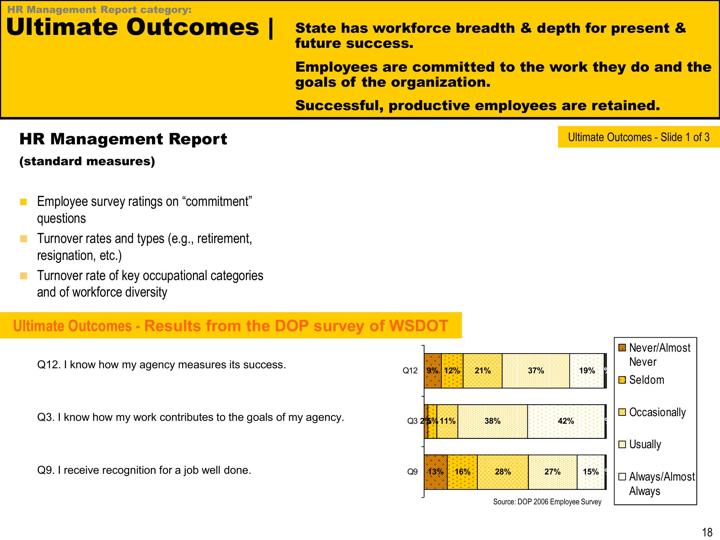 HR Management Report category:
Ultimate Outcomes |
State has workforce breadth & depth for present &
future success.
Employees are committed to the work they do and the
goals of the organization.
Successful, productive employees are retained.
HR Management Report
(standard measures)
Ultimate Outcomes - Slide 1 of 3
Employee survey ratings on “commitment”
questions
Turnover rates and types (e.g., retirement,
resignation, etc.)
Turnover rate of key occupational categories
and of workforce diversity
Ultimate Outcomes - Results from the DOP survey of WSDOT
Q12. I know how my agency measures its success.
Q3. I know how my work contributes to the goals of my agency.
Q9. I receive recognition for a job well done.
Q12 9% 12% 21% 37% 19%
Q3 2% 5% 11% 38% 42%
Q9 13% 16% 28% 27% 15%
Never/Almost
Never
Seldom
Occasionally
Usually
Always/Almost
Always
Source: DOP 2006 Employee Survey
18